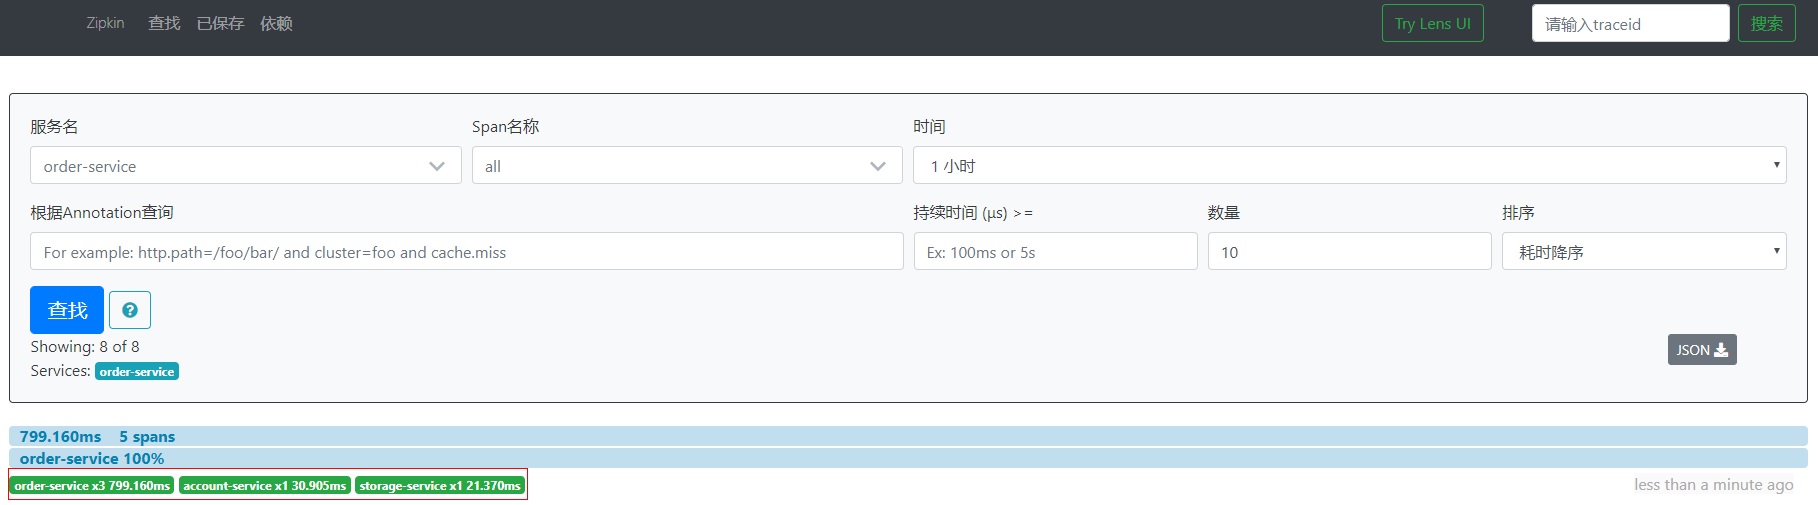 Zipkin 查找 已保存 依赖 Try Lens UI 请输入traceid 搜索
服务名 Span名称 时间
order-service all 1 小时
根据Annotation查询 持续时间 (μs) >= 数量 排序
For example: http.path=/foo/bar/ and cluster=foo and cache.miss Ex: 100ms or 5s 10 耗时降序
查找
Showing: 8 of 8
JSON
Services: order-service
799.160ms 5 spans
order-service 100%
order-service x3 799.160ms account-service x1 30.905ms storage-service x1 21.370ms less than a minute ago